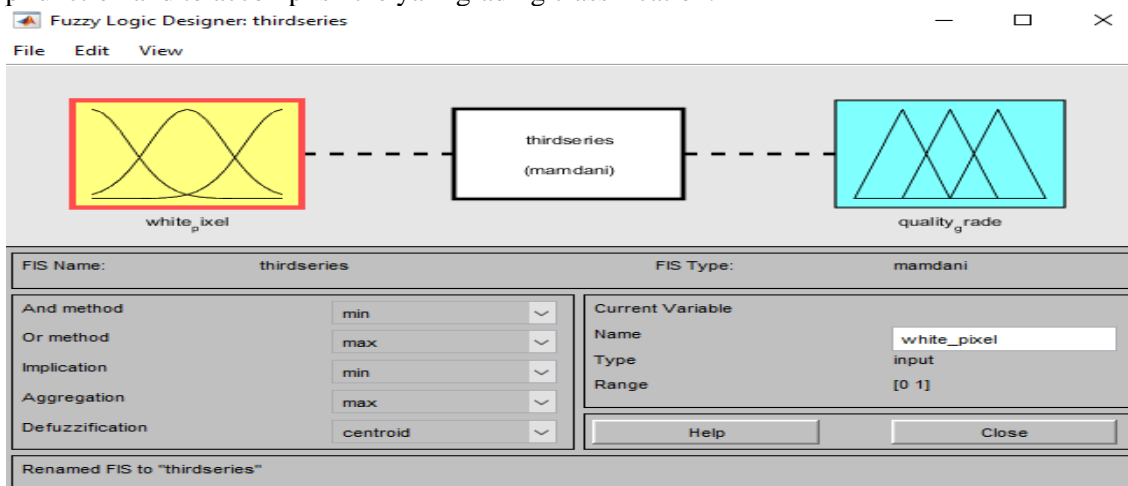 Fuzzy Logic Designer: thirdseries
File Edit View
thirdseries
(mamdani)
white_pixel
quality_grade
FIS Name: thirdseries FIS Type: mamdani
And method min
Or method max
Implication min
Aggregation max
Defuzzification centroid
Current Variable
Name white_pixel
Type input
Range [0 1]
Help Close
Renamed FIS to "thirdseries"